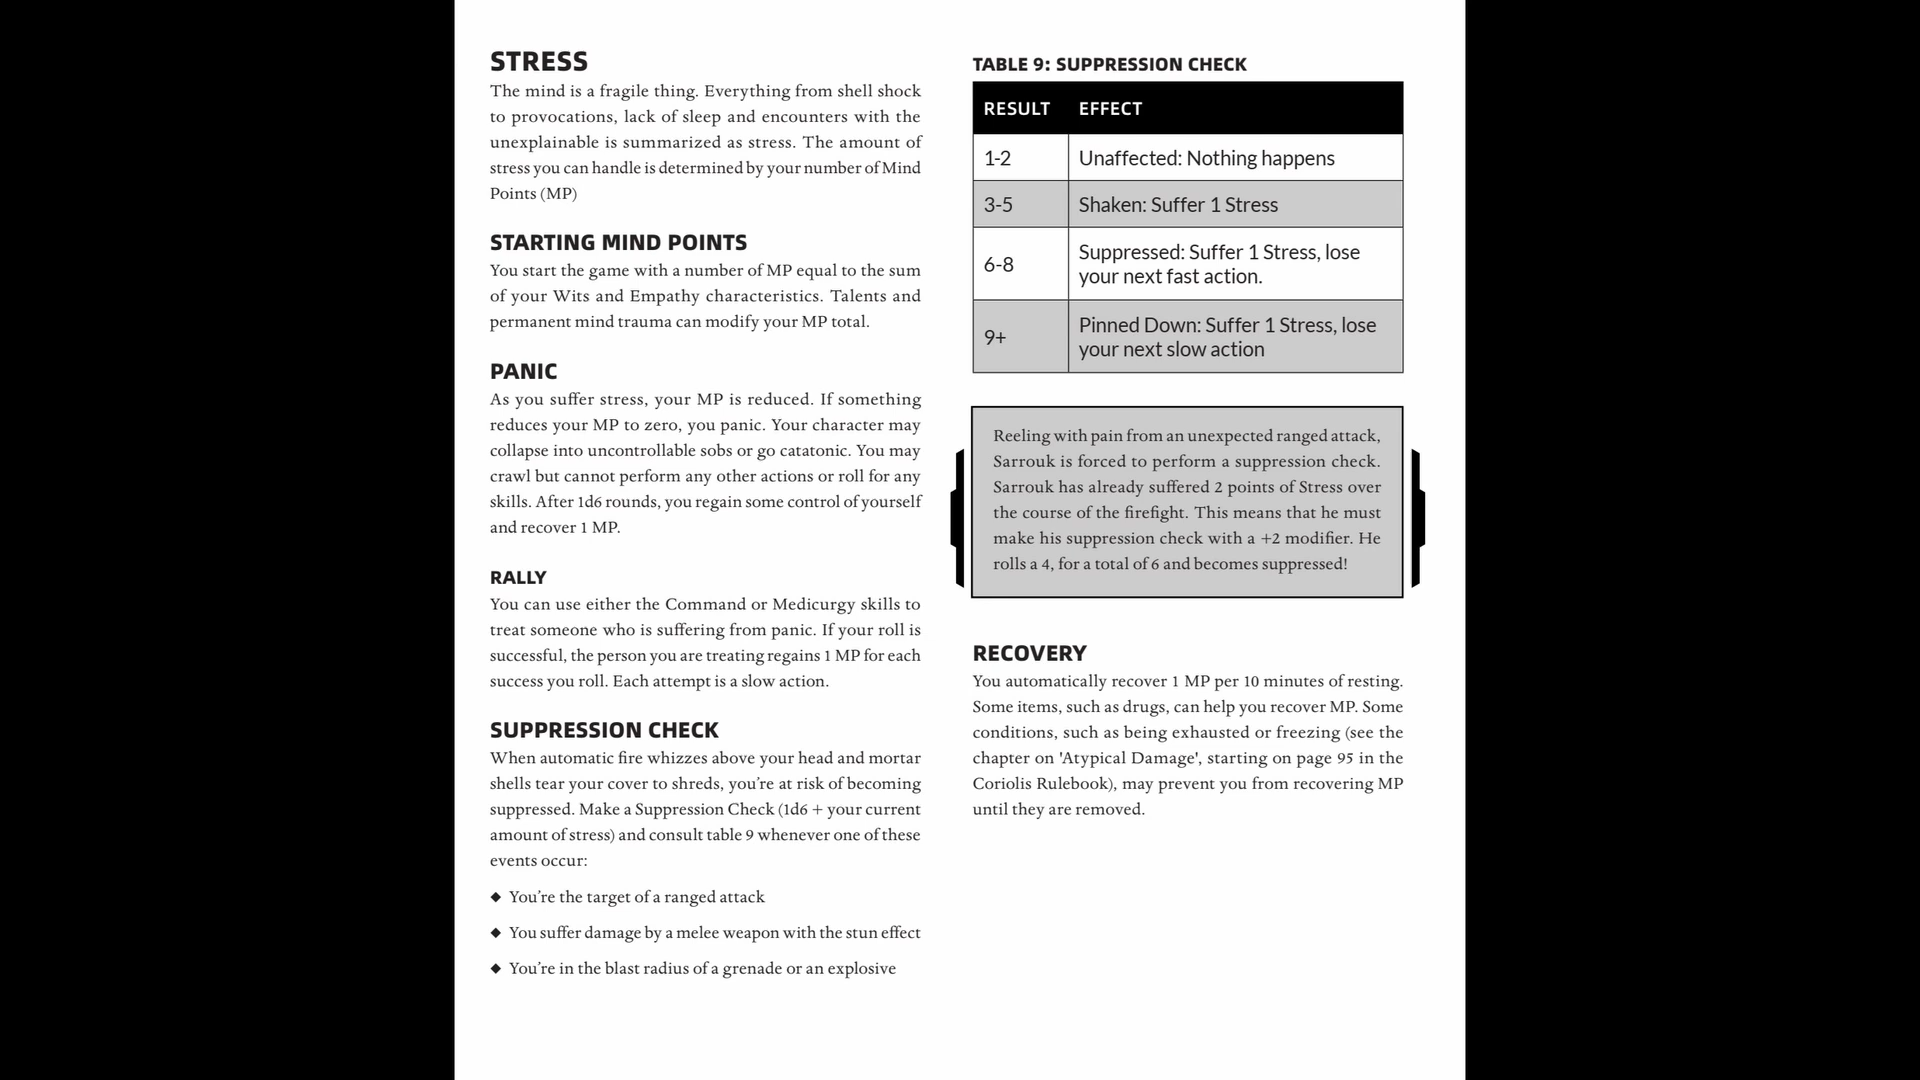 STRESS
The mind is a fragile thing. Everything from shell shock
to provocations, lack of sleep and encounters with the
unexplainable is summarized as stress. The amount of
stress you can handle is determined by your number of Mind
Points (MP)
STARTING MIND POINTS
You start the game with a number of MP equal to the sum
of your Wits and Empathy characteristics. Talents and
permanent mind trauma can modify your MP total.
PANIC
As you suffer stress, your MP is reduced. If something
reduces your MP to zero, you panic. Your character may
collapse into uncontrollable sobs or go catatonic. You may
crawl but cannot perform any other actions or roll for any
skills. After 1d6 rounds, you regain some control of yourself
and recover 1 MP.
RALLY
You can use either the Command or Medicurgy skills to
treat someone who is suffering from panic. If your roll is
successful, the person you are treating regains 1 MP for each
success you roll. Each attempt is a slow action.
SUPPRESSION CHECK
When automatic fire whizzes above your head and mortar
shells tear your cover to shreds, you're at risk of becoming
suppressed. Make a Suppression Check (1d6 + your current
amount of stress) and consult table 9 whenever one of these
events occur:
◆ You're the target of a ranged attack
◆ You suffer damage by a melee weapon with the stun effect
◆ You're in the blast radius of a grenade or an explosive
TABLE 9: SUPPRESSION CHECK
RESULT EFFECT
1-2 Unaffected: Nothing happens
3-5 Shaken: Suffer 1 Stress
6-8 Suppressed: Suffer 1 Stress, lose
your next fast action.
9+ Pinned Down: Suffer 1 Stress, lose
your next slow action
Reeling with pain from an unexpected ranged attack,
Sarrouk is forced to perform a suppression check.
Sarrouk has already suffered 2 points of Stress over
the course of the firefight. This means that he must
make his suppression check with a +2 modifier. He
rolls a 4, for a total of 6 and becomes suppressed!
RECOVERY
You automatically recover 1 MP per 10 minutes of resting.
Some items, such as drugs, can help you recover MP. Some
conditions, such as being exhausted or freezing (see the
chapter on 'Atypical Damage', starting on page 95 in the
Coriolis Rulebook), may prevent you from recovering MP
until they are removed.